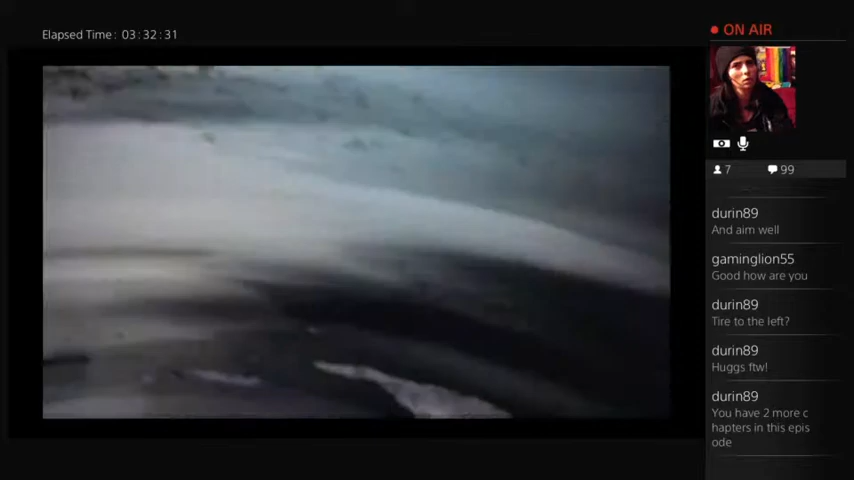 Elapsed Time: 03:32:31
ON AIR
7
99
durin89
And aim well
gaminglion55
Good how are you
durin89
Tire to the left?
durin89
Huggs ftw!
durin89
You have 2 more c
hapters in this epis
ode